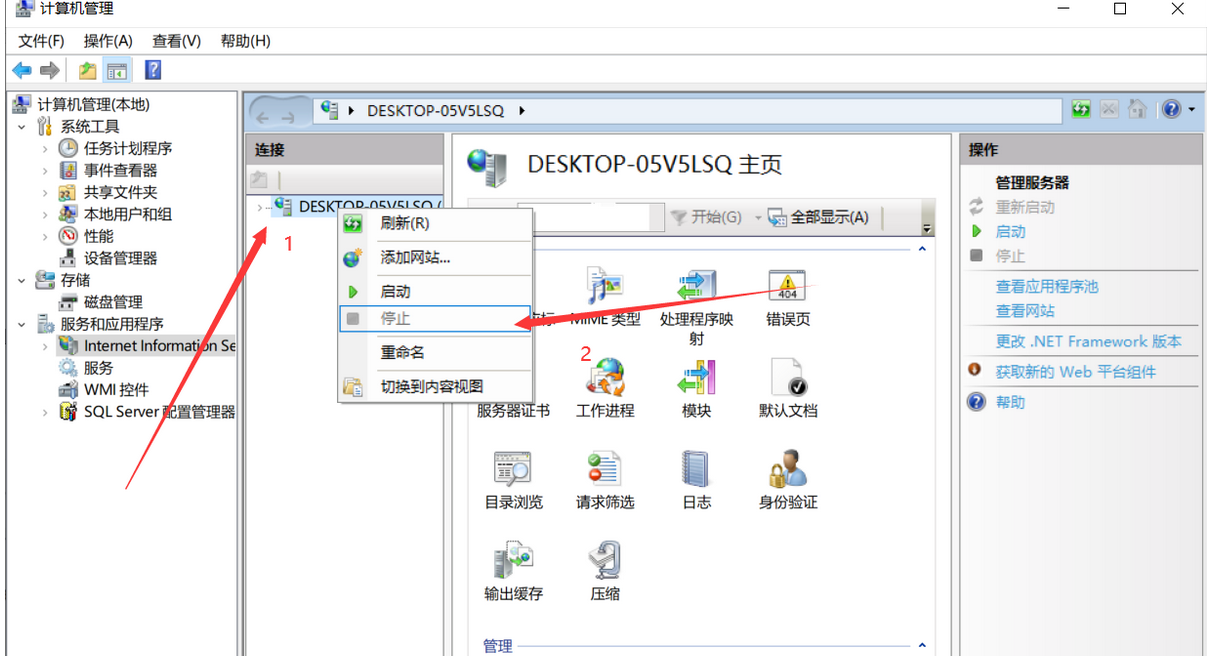 计算机管理
文件(F) 操作(A) 查看(V) 帮助(H)
计算机管理(本地)
系统工具
任务计划程序
事件查看器
共享文件夹
本地用户和组
性能
设备管理器
存储
磁盘管理
服务和应用程序
Internet Information Se
服务
WMI 控件
SQL Server 配置管理器
DESKTOP-05V5LSQ
连接
DESKTOP-05V5LSQ (
1
刷新(R)
添加网站...
启动
停止
重命名
切换到内容视图
DESKTOP-05V5LSQ 主页
开始(G) 全部显示(A)
MIME 类型
处理程序映射
404
错误页
2
服务器证书
工作进程
模块
默认文档
目录浏览
请求筛选
日志
身份验证
输出缓存
压缩
管理
操作
管理服务器
重新启动
启动
停止
查看应用程序池
查看网站
更改 .NET Framework 版本
获取新的 Web 平台组件
帮助